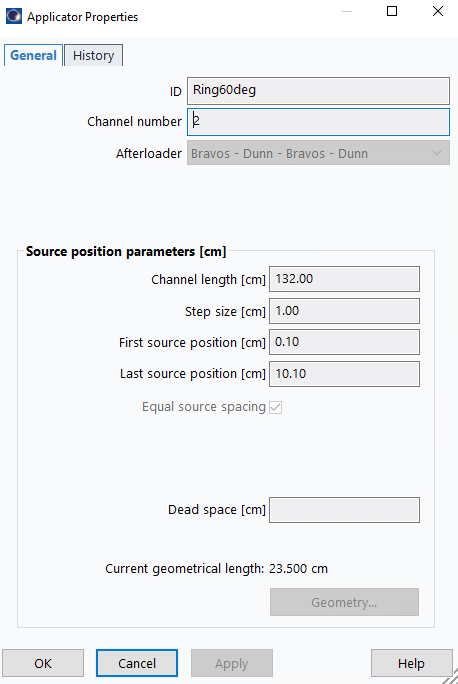 Applicator Properties
General History
ID Ring60deg
Channel number 2
Afterloader Bravos - Dunn - Bravos - Dunn
Source position parameters [cm]
Channel length [cm] 132.00
Step size [cm] 1.00
First source position [cm] 0.10
Last source position [cm] 10.10
Equal source spacing
Dead space [cm]
Current geometrical length: 23.500 cm
Geometry...
OK Cancel Apply Help